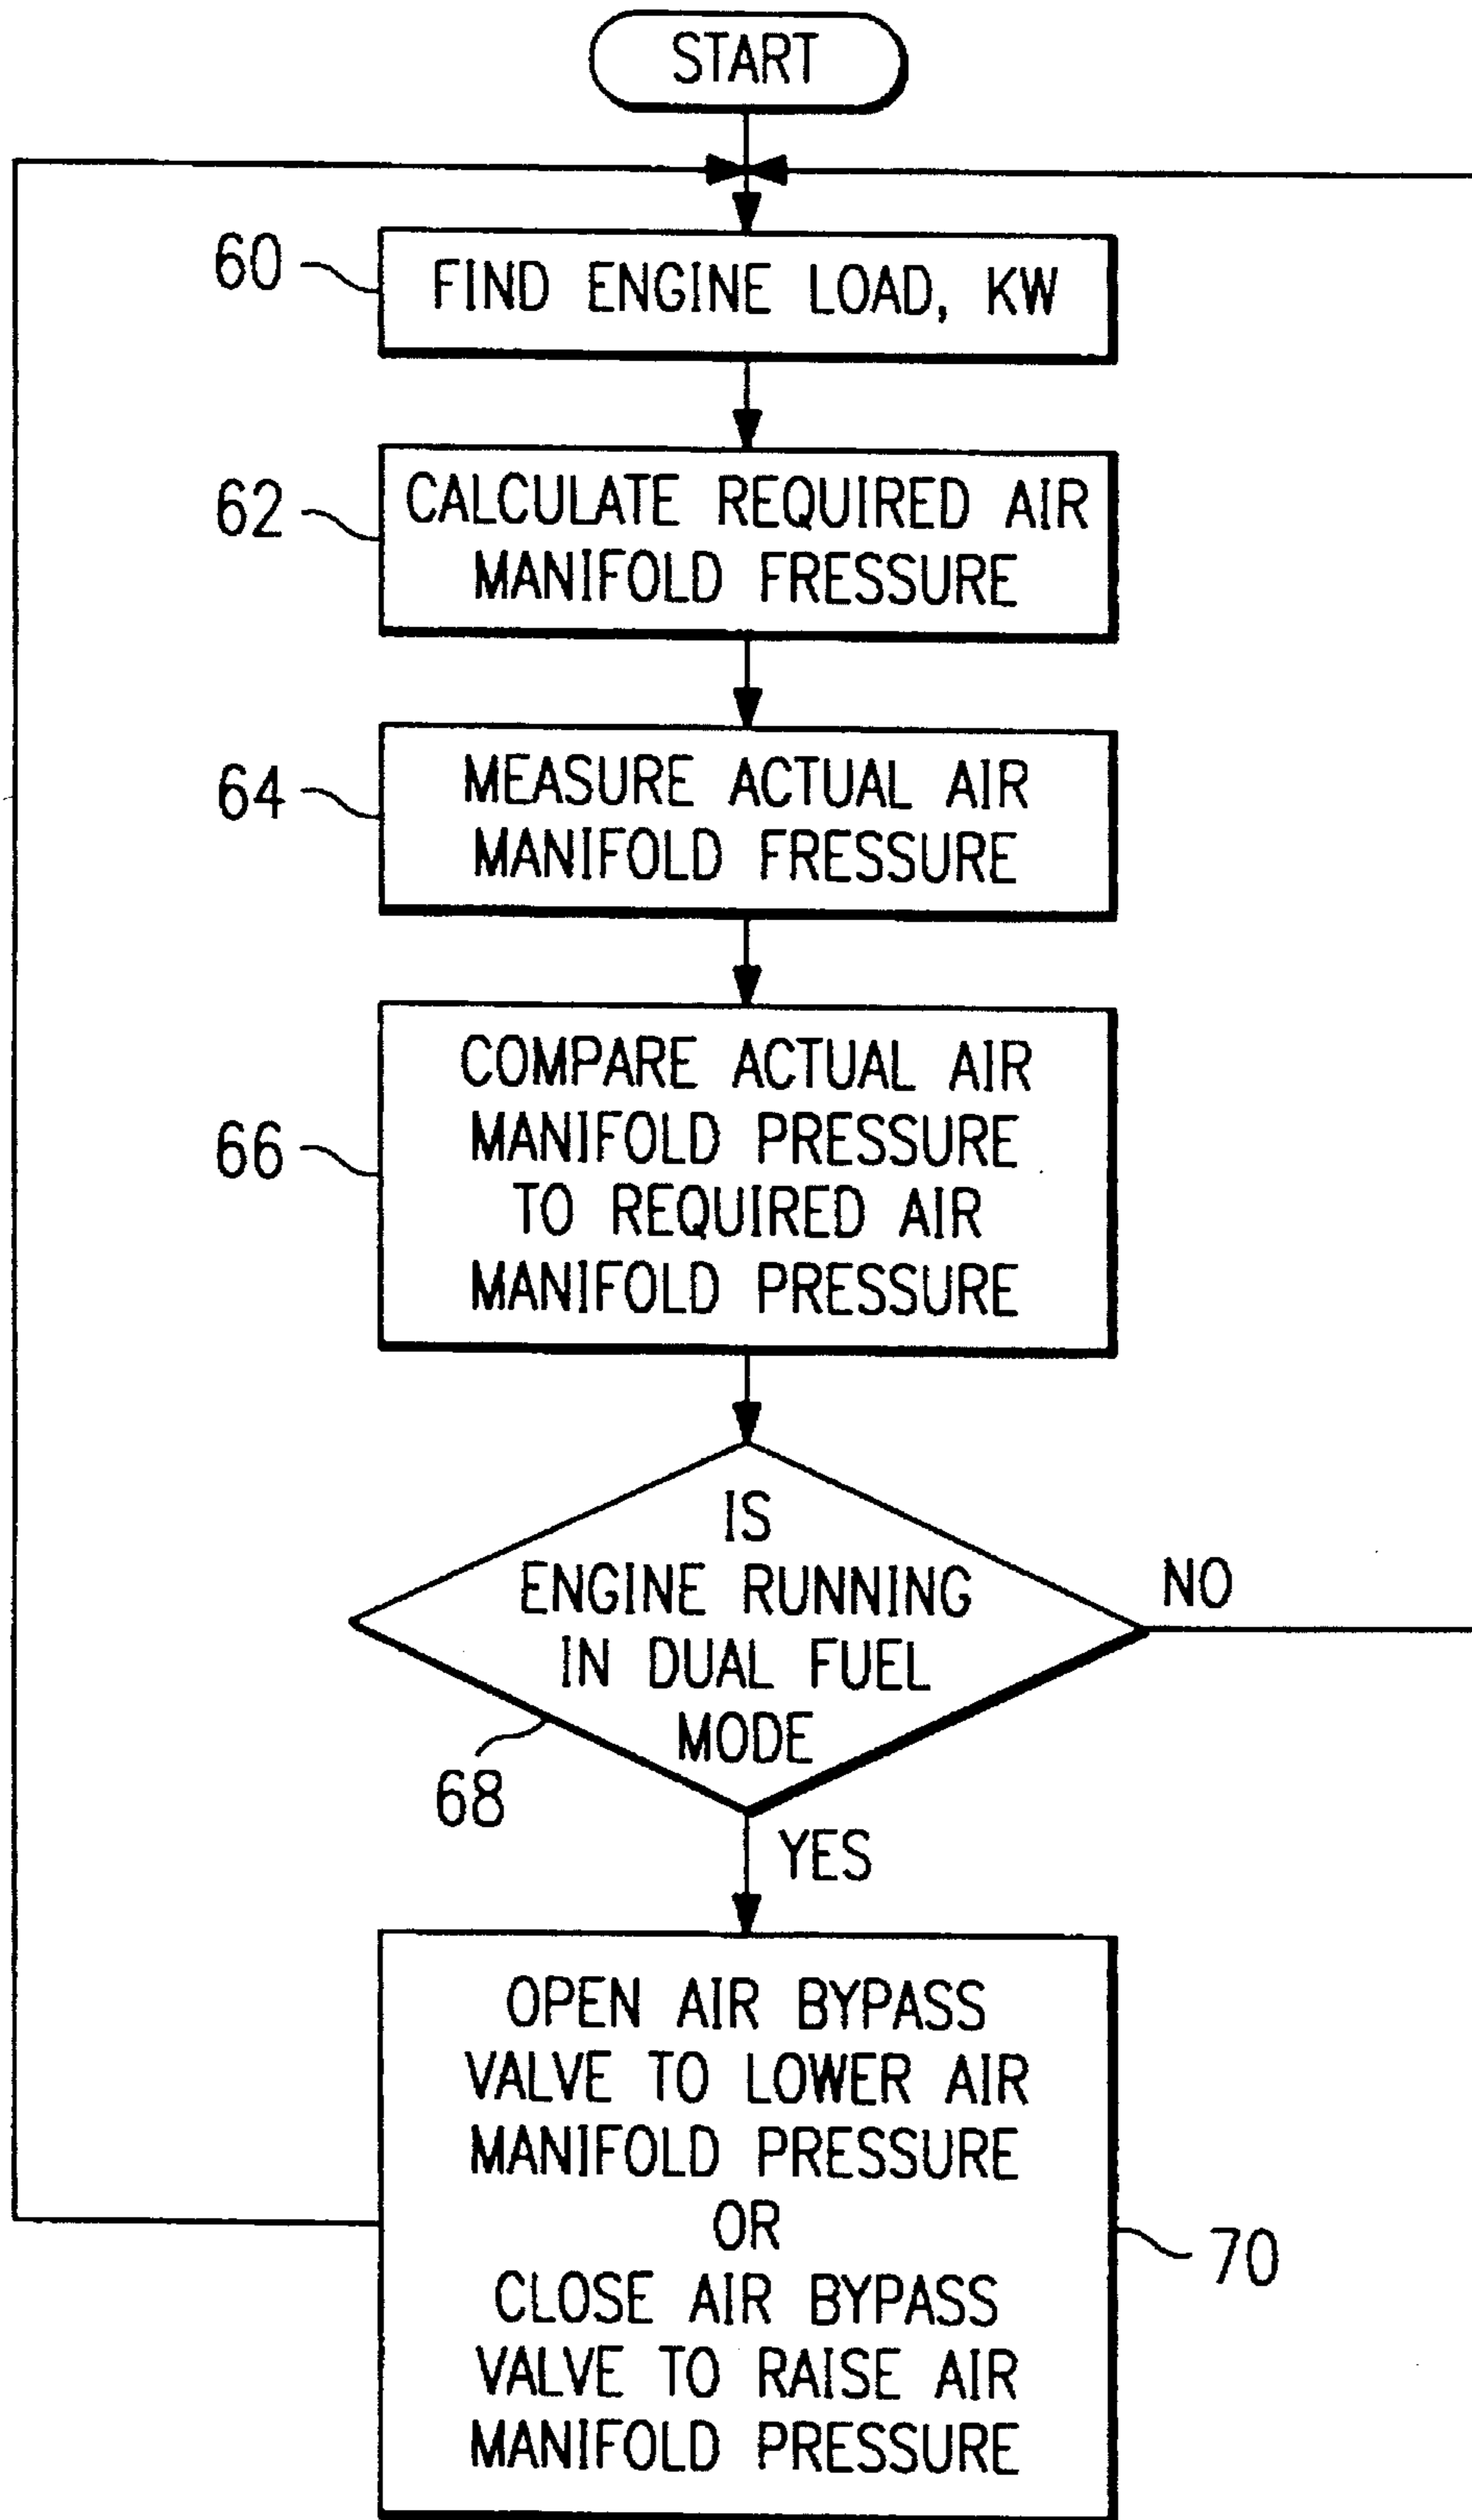 START
60
FIND ENGINE LOAD, KW
62
CALCULATE REQUIRED AIR
MANIFOLD FRESSURE
64
MEASURE ACTUAL AIR
MANIFOLD FRESSURE
66
COMPARE ACTUAL AIR
MANIFOLD PRESSURE
TO REQUIRED AIR
MANIFOLD PRESSURE
IS
ENGINE RUNNING
IN DUAL FUEL
MODE
NO
68
YES
OPEN AIR BYPASS
VALVE TO LOWER AIR
MANIFOLD PRESSURE
OR
CLOSE AIR BYPASS
VALVE TO RAISE AIR
MANIFOLD PRESSURE
70